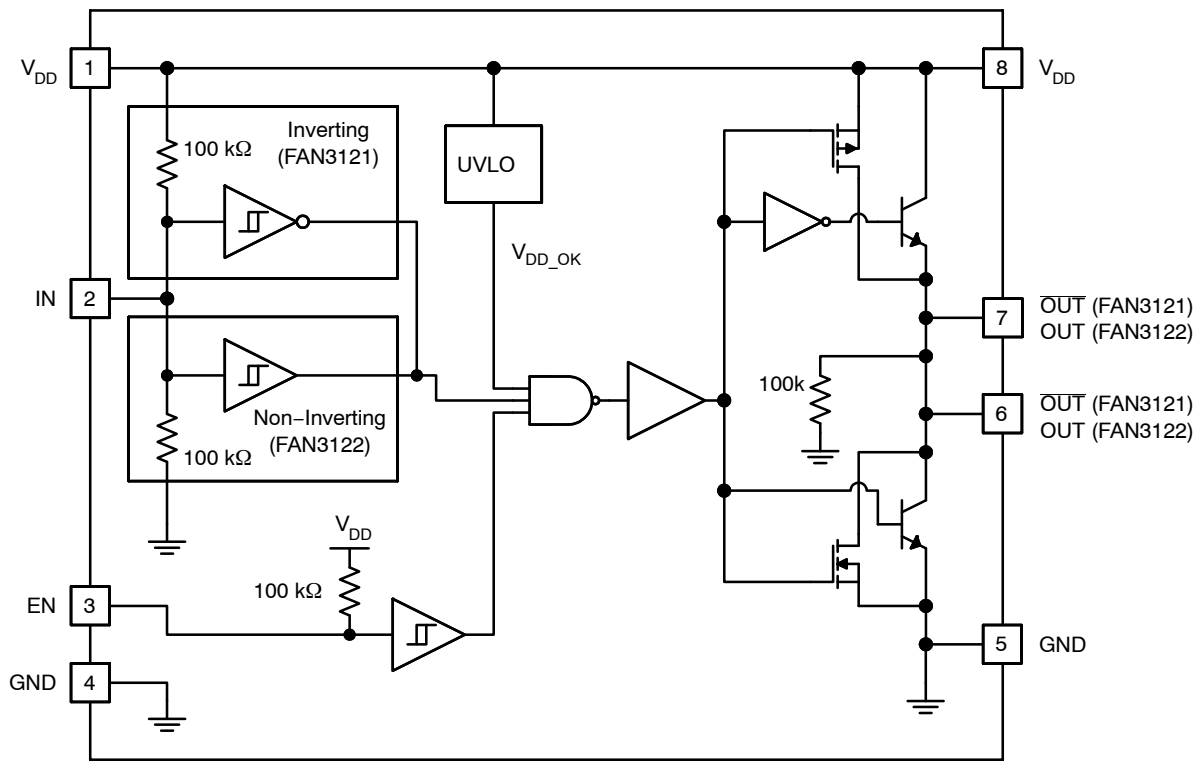 V_DD
1
8
V_DD
Inverting
(FAN3121)
100 kΩ
UVLO
V_DD_OK
IN
2
7
OUT (FAN3121)
OUT (FAN3122)
100k
6
OUT (FAN3121)
OUT (FAN3122)
Non−Inverting
(FAN3122)
100 kΩ
V_DD
100 kΩ
EN
3
5
GND
GND
4